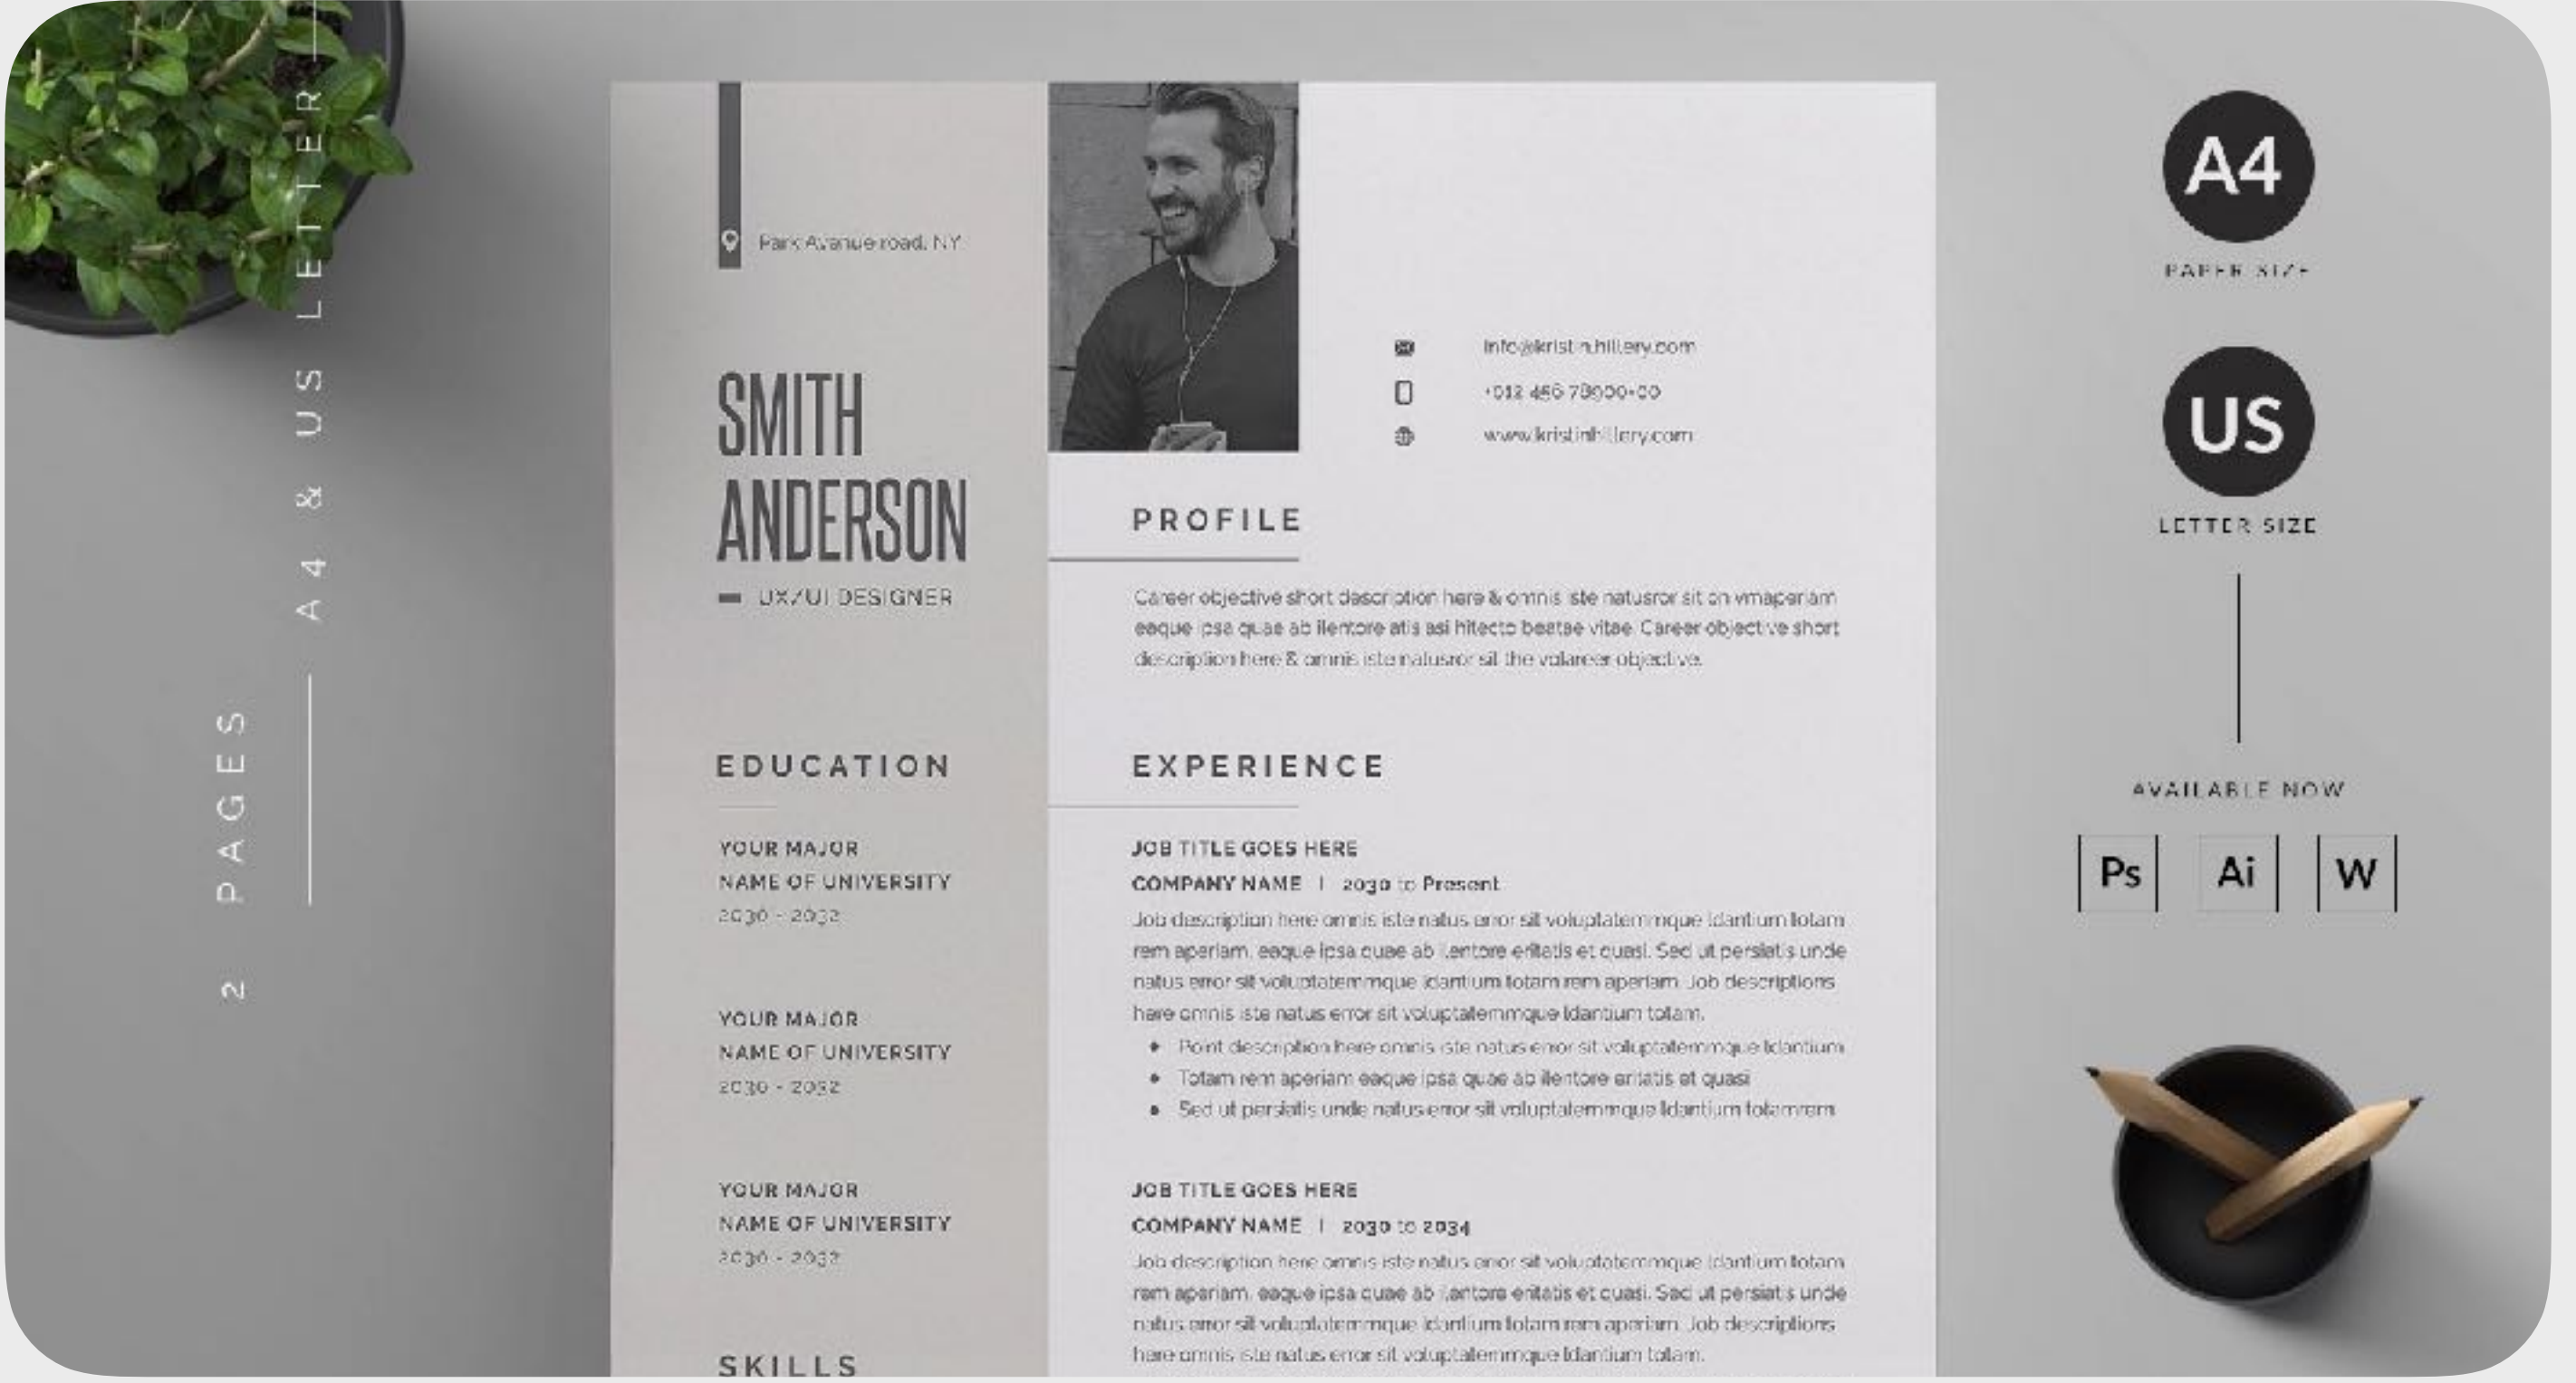 2 PAGES
A4 & US LETTER
Park Avenue road, NY
SMITH
ANDERSON
UX/UI DESIGNER
EDUCATION
YOUR MAJOR
NAME OF UNIVERSITY
2030 - 2032
YOUR MAJOR
NAME OF UNIVERSITY
2030 - 2032
YOUR MAJOR
NAME OF UNIVERSITY
2030 - 2032
SKILLS
info@kristinhillery.com
+012 456 78900-00
www.kristinhillery.com
PROFILE
Career objective short description here & omnis iste natusror sit on vmaperiam
eaque ipsa quae ab illentore atis asi hitecto beatae vitae. Career objective short
description here & omnis iste natusror sit the volareer objective.
EXPERIENCE
JOB TITLE GOES HERE
COMPANY NAME | 2030 to Present
Job description here omnis iste natus error sit voluptatemmque ldantium totam
rem aperiam, eaque ipsa quae ab illentore eritatis et quasi. Sed ut persiatis unde
natus error sit voluptatemmque ldantium totam rem aperiam. Job descriptions
here omnis iste natus error sit voluptatemmque ldantium totam.
• Point description here omnis iste natus error sit voluptatemmque ldantium
• Totam rem aperiam eaque ipsa quae ab illentore eritatis et quasi
• Sed ut persiatis unde natus error sit voluptatemmque ldantium totamrem
JOB TITLE GOES HERE
COMPANY NAME | 2030 to 2034
Job description here omnis iste natus error sit voluptatemmque ldantium totam
rem aperiam, eaque ipsa quae ab illentore eritatis et quasi. Sed ut persiatis unde
natus error sit voluptatemmque ldantium totam rem aperiam. Job descriptions
here omnis iste natus error sit voluptatemmque ldantium totam.
A4
PAPER SIZE
US
LETTER SIZE
AVAILABLE NOW
Ps Ai W